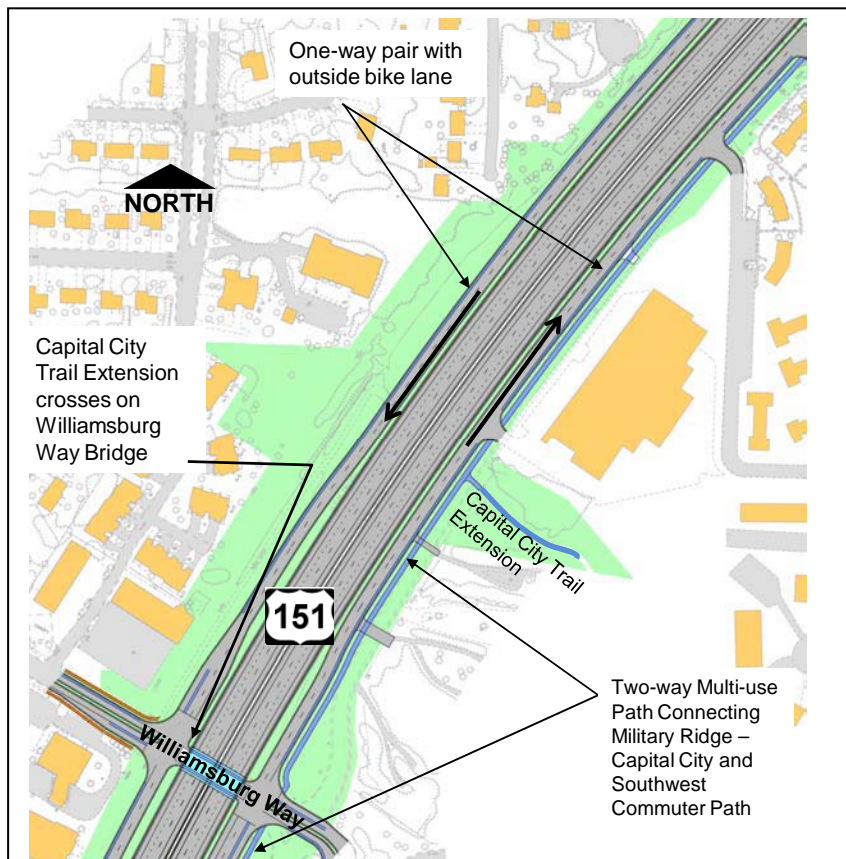 One-way pair with
outside bike lane
NORTH
Capital City
Trail Extension
crosses on
Williamsburg
Way Bridge
Capital City Trail
Extension
151
Williamsburg Way
Two-way Multi-use
Path Connecting
Military Ridge –
Capital City and
Southwest
Commuter Path